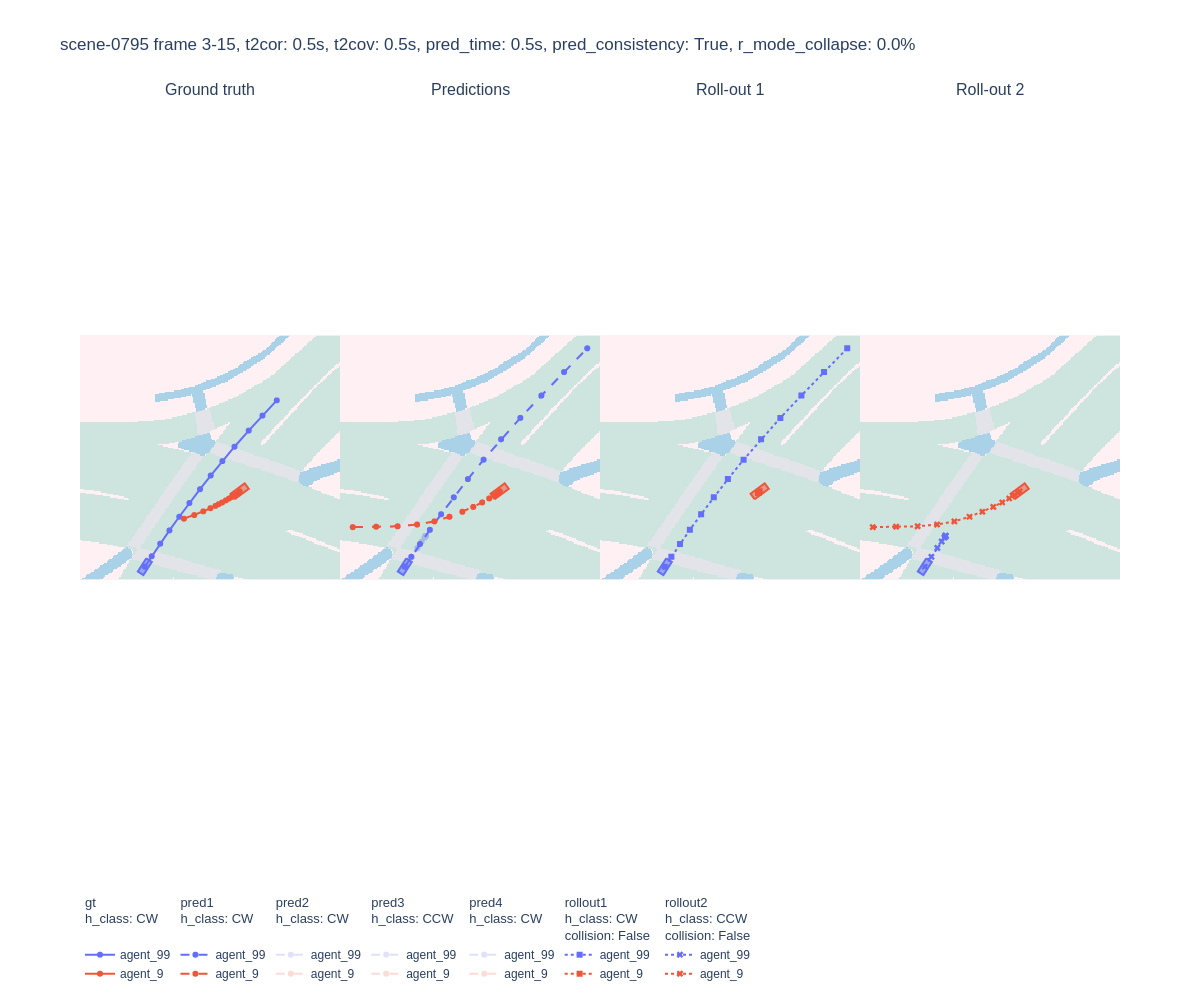 scene-0795 frame 3-15, t2cor: 0.5s, t2cov: 0.5s, pred_time: 0.5s, pred_consistency: True, r_mode_collapse: 0.0%
Ground truth
Predictions
Roll-out 1
Roll-out 2
gt
h_class: CW
agent_99
agent_9
pred1
h_class: CW
agent_99
agent_9
pred2
h_class: CW
agent_99
agent_9
pred3
h_class: CCW
agent_99
agent_9
pred4
h_class: CW
agent_99
agent_9
rollout1
h_class: CW
collision: False
agent_99
agent_9
rollout2
h_class: CCW
collision: False
agent_99
agent_9